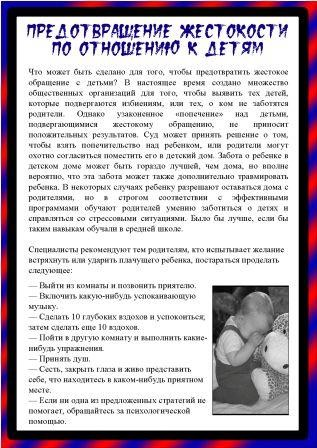 ПРЕДОТВРАЩЕНИЕ ЖЕСТОКОСТИ
ПО ОТНОШЕНИЮ К ДЕТЯМ
Что может быть сделано для того, чтобы предотвратить жестокое
обращение с детьми? В настоящее время создано множество
общественных организаций для того, чтобы выявить тех детей,
которые подвергаются избиениям, или тех, о ком не заботятся
родители. Однако узаконенное «попечение» над детьми,
подвергающимися жестокому обращению, не приносит
положительных результатов. Суд может принять решение о том,
чтобы взять попечительство над ребенком, или родители могут
охотно согласиться поместить его в детский дом. Забота о ребенке в
детском доме может быть гораздо лучшей, чем дома, но вполне
вероятно, что эта забота может также дополнительно травмировать
ребенка. В некоторых случаях ребенку разрешают оставаться дома с
родителями, но в строгом соответствии с эффективными
программами обучают родителей умению заботиться о детях и
справляться со стрессовыми ситуациями. Было бы лучше, если бы
таким навыкам обучали в средней школе.
Специалисты рекомендуют тем родителям, кто испытывает желание
встряхнуть или ударить плачущего ребенка, постараться проделать
следующее:
— Выйти из комнаты и позвонить приятелю.
— Включить какую-нибудь успокаивающую
музыку.
— Сделать 10 глубоких вздохов и успокоиться;
затем сделать еще 10 вздохов.
— Пойти в другую комнату и выполнить какие-
нибудь упражнения.
— Принять душ.
— Сесть, закрыть глаза и живо представить
себе, что находитесь в каком-нибудь приятном
месте.
— Если ни одна из предложенных стратегий не
помогает, обращайтесь за психологической
помощью.